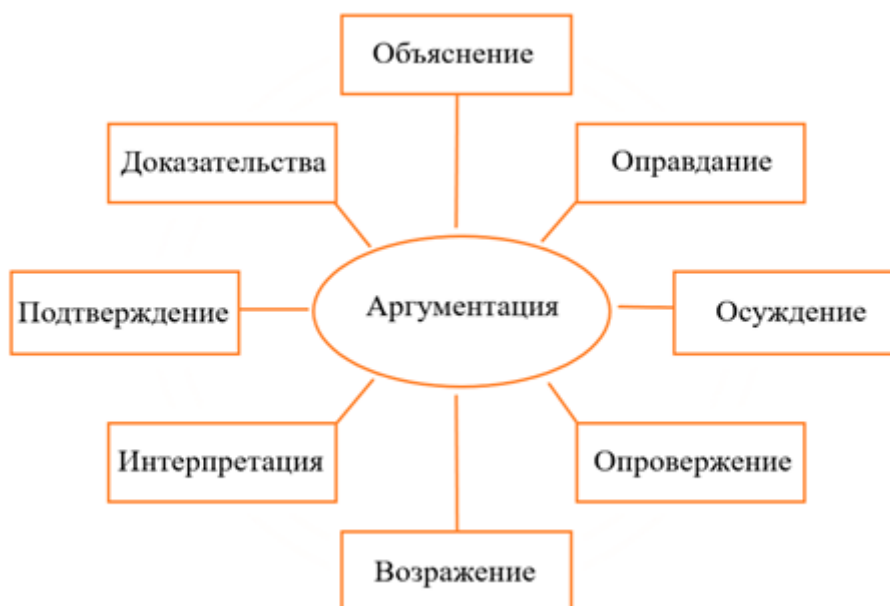 Объяснение
Доказательства
Оправдание
Подтверждение
Аргументация
Осуждение
Интерпретация
Опровержение
Возражение